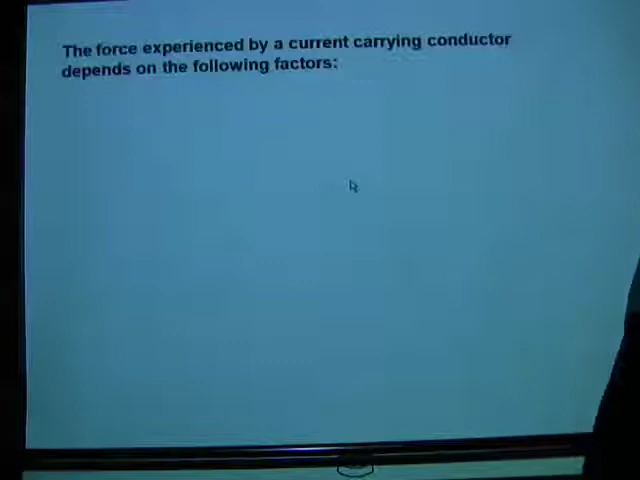 The force experienced by a current carrying conductor
depends on the following factors: